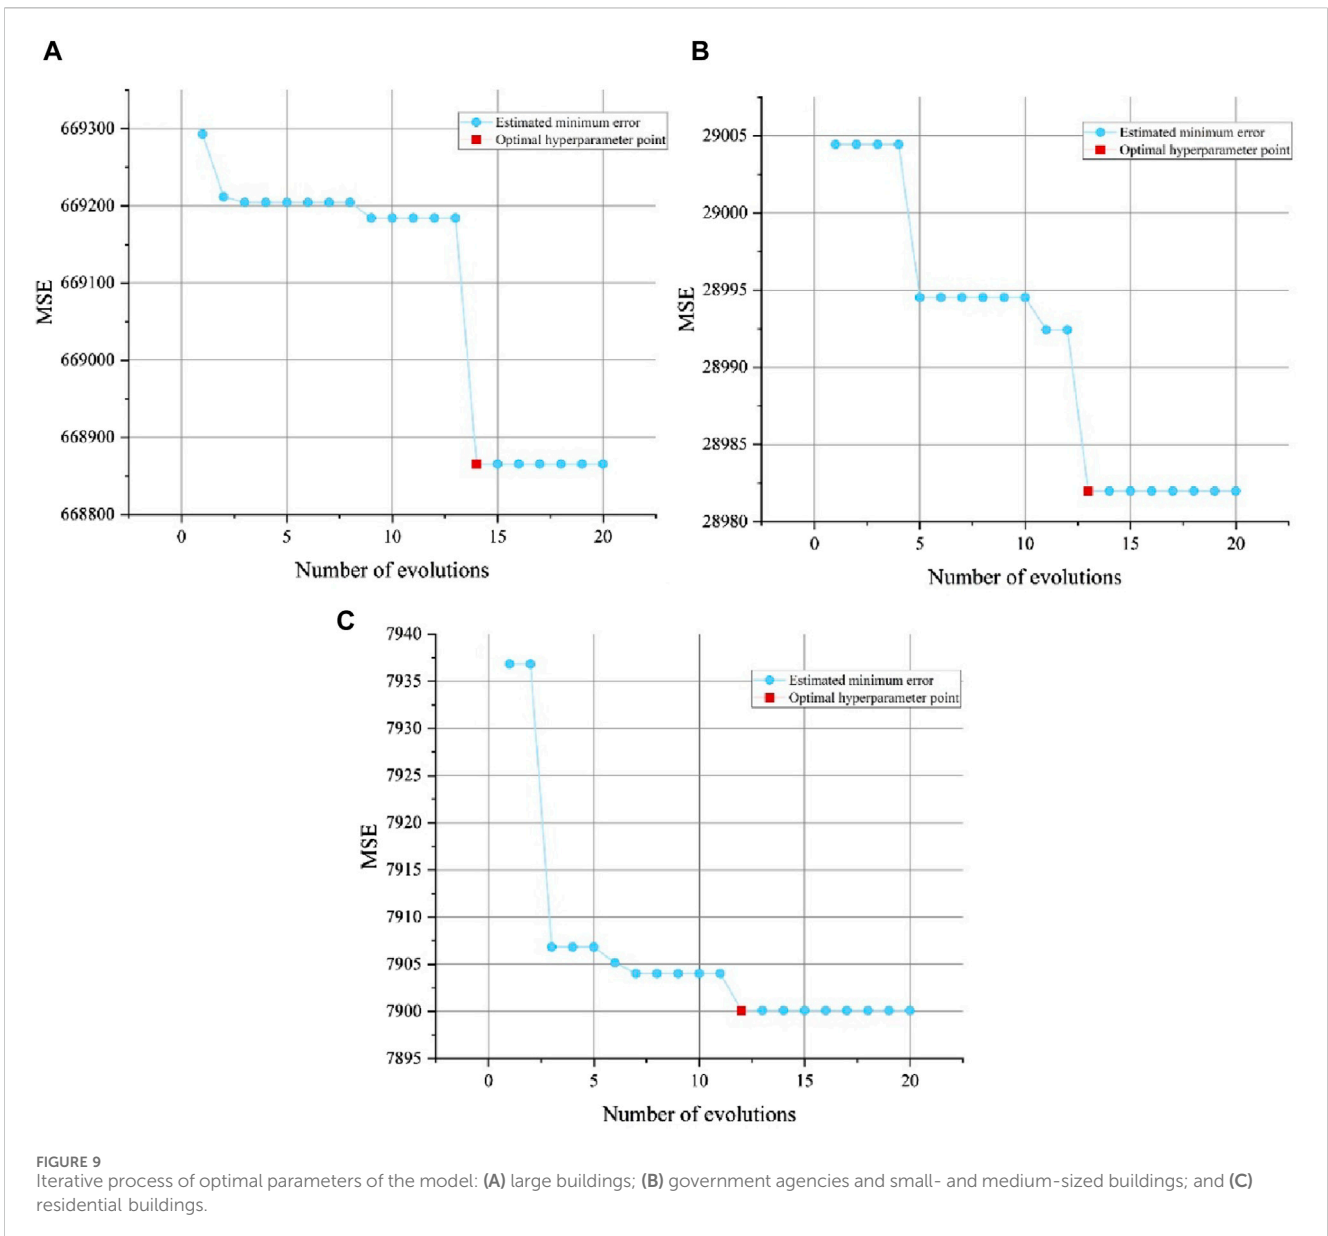 A
669300
669200
669100
669000
668900
668800
MSE
0 5 10 15 20
Number of evolutions
Estimated minimum error
Optimal hyperparameter point
B
29005
29000
28995
28990
28985
28980
MSE
0 5 10 15 20
Number of evolutions
Estimated minimum error
Optimal hyperparameter point
C
7940
7935
7930
7925
7920
7915
7910
7905
7900
7895
MSE
0 5 10 15 20
Number of evolutions
Estimated minimum error
Optimal hyperparameter point
FIGURE 9
Iterative process of optimal parameters of the model: (A) large buildings; (B) government agencies and small- and medium-sized buildings; and (C)
residential buildings.